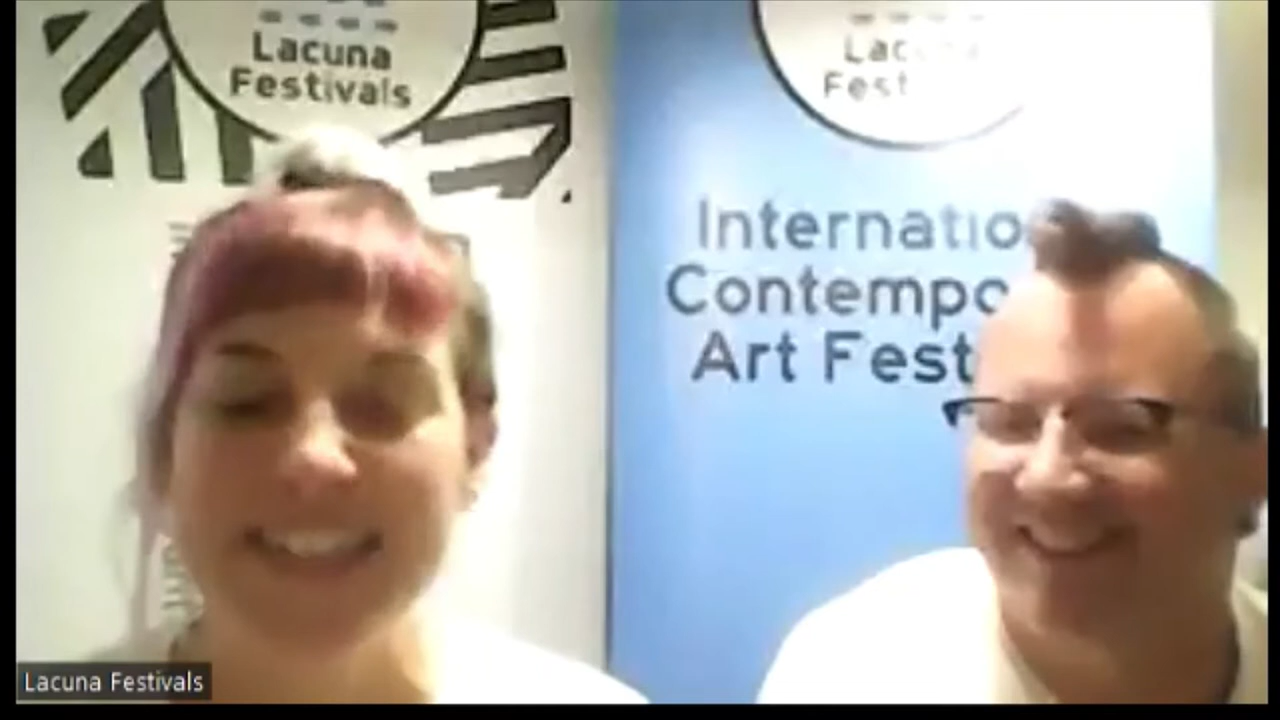 Lacuna
Festivals
Lac
Fest
Internatio
Contempo
Art Fest
Lacuna Festivals